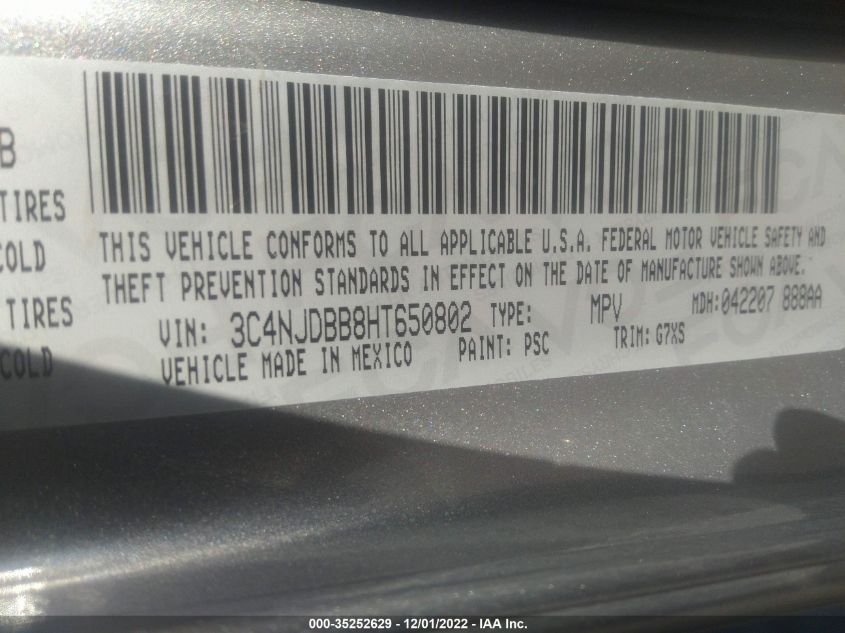 B
TIRES
COLD
TIRES
COLD
THIS VEHICLE CONFORMS TO ALL APPLICABLE U.S.A. FEDERAL MOTOR VEHICLE SAFETY AND
THEFT PREVENTION STANDARDS IN EFFECT ON THE DATE OF MANUFACTURE SHOWN ABOVE.
VIN: 3C4NJDBB8HT650802 TYPE: MPV MDH:042207 888AA
VEHICLE MADE IN MEXICO PAINT: PSC TRIM: G7XS
000-35252629 - 12/01/2022 - IAA Inc.